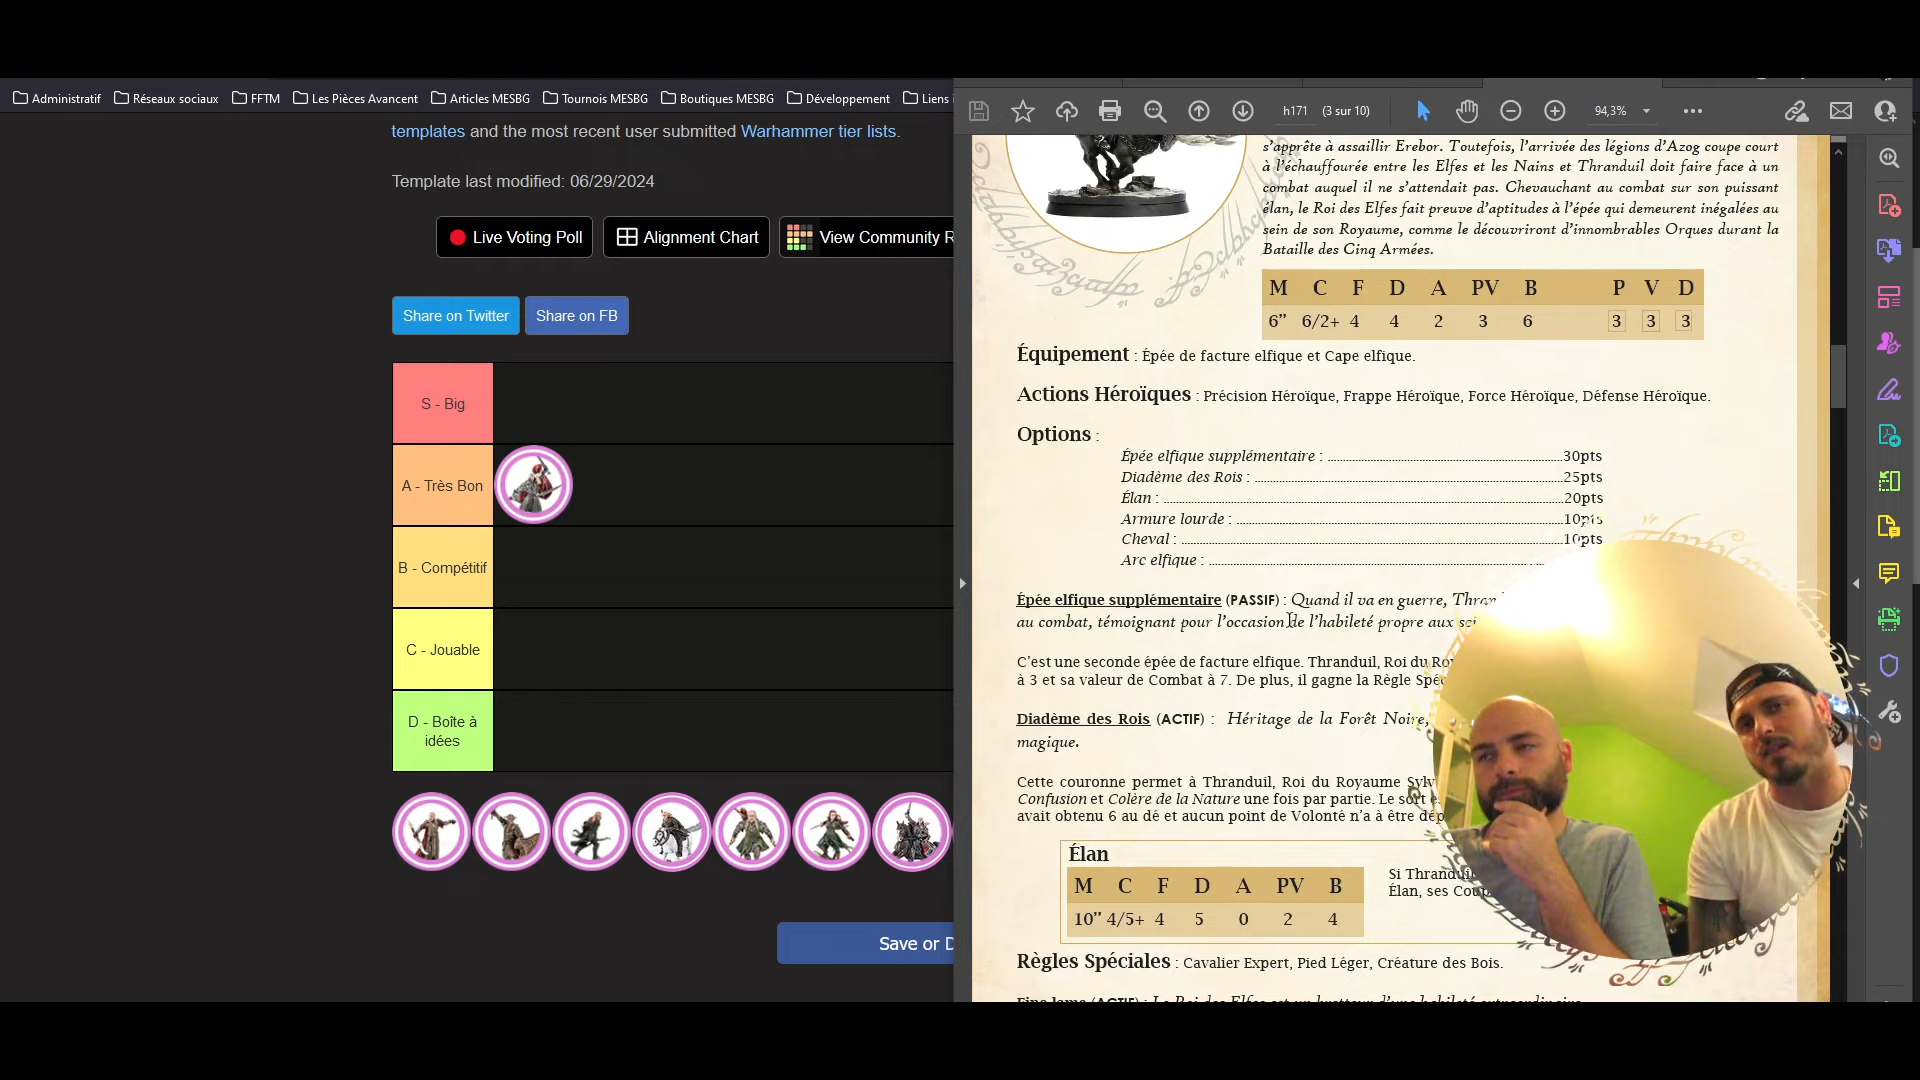 Administratif
Réseaux sociaux
FFTM
Les Pièces Avancent
Articles MESBG
Tournois MESBG
Boutiques MESBG
Développement
Liens
templates and the most recent user submitted Warhammer tier lists.
Template last modified: 06/29/2024
Live Voting Poll
Alignment Chart
View Community R
Share on Twitter
Share on FB
S - Big
A - Très Bon
B - Compétitif
C - Jouable
D - Boîte à
idées
Save or D
h171 (3 sur 10)
94,3%
s'apprête à assaillir Erebor. Toutefois, l'arrivée des légions d'Azog coupe court
à l'échauffourée entre les Elfes et les Nains et Thranduil doit faire face à un
combat auquel il ne s'attendait pas. Chevauchant au combat sur son puissant
élan, le Roi des Elfes fait preuve d'aptitudes à l'épée qui demeurent inégalées au
sein de son Royaume, comme le découvriront d'innombrables Orques durant la
Bataille des Cinq Armées.
M C F D A PV B P V D
6” 6/2+ 4 4 2 3 6 3 3 3
Équipement : Épée de facture elfique et Cape elfique.
Actions Héroïques : Précision Héroïque, Frappe Héroïque, Force Héroïque, Défense Héroïque.
Options :
Épée elfique supplémentaire : 30pts
Diadème des Rois : 25pts
Élan : 20pts
Armure lourde : 10pts
Cheval : 10pts
Arc elfique :
Épée elfique supplémentaire (PASSIF) : Quand il va en guerre,
au combat, témoignant pour l'occasion de l'habileté propre aux
C'est une seconde épée de facture elfique. Thranduil, Roi du
à 3 et sa valeur de Combat à 7. De plus, il gagne la Règle
Diadème des Rois (ACTIF) : Héritage de la Forêt Noire,
magique.
Cette couronne permet à Thranduil, Roi du Royaume
Confusion et Colère de la Nature une fois par partie. Le sort
avait obtenu 6 au dé et aucun point de Volonté n'a à être
Élan
M C F D A PV B
10” 4/5+ 4 5 0 2 4
Si Thranduil
Élan, ses
Règles Spéciales : Cavalier Expert, Pied Léger, Créature des Bois.
Fine lame (ACTIF) : Le Roi des Elfes est un bretteur d'une habileté extraordinaire.